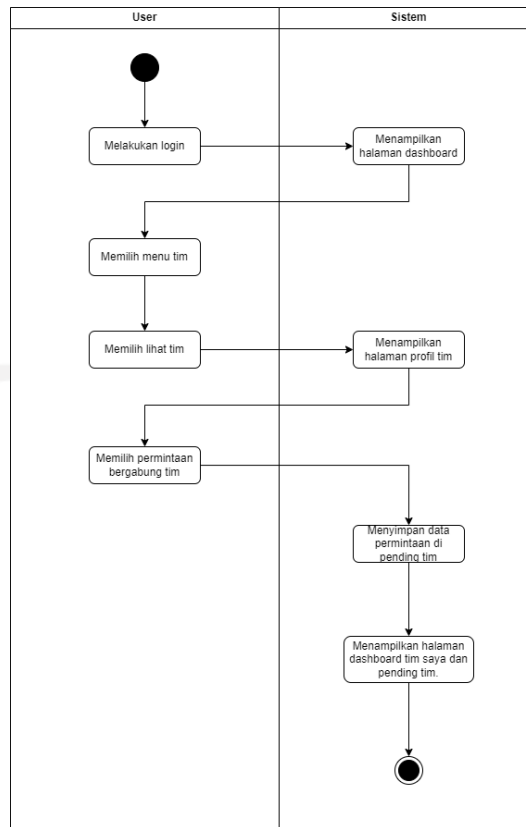 User
Sistem
Melakukan login
Menampilkan
halaman dashboard
Memilih menu tim
Memilih lihat tim
Menampilkan
halaman profil tim
Memilih permintaan
bergabung tim
Menyimpan data
permintaan di
pending tim
Menampilkan halaman
dashboard tim saya dan
pending tim.